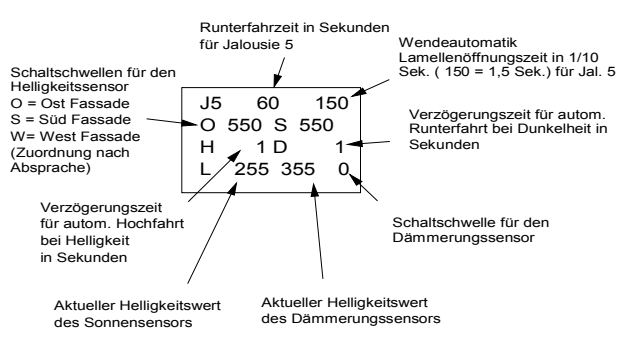 Runterfahrzeit in Sekunden
für Jalousie 5
Wendeautomatik
Lamellenöffnungszeit in 1/10
Sek. ( 150 = 1,5 Sek.) für Jal. 5
Schaltschwellen für den
Helligkeitssensor
O = Ost Fassade
S = Süd Fassade
W= West Fassade
(Zuordnung nach
Absprache)
J5 60 150
O 550 S 550
H 1 D 1
L 255 355 0
Verzögerungszeit für autom.
Runterfahrt bei Dunkelheit in
Sekunden
Verzögerungszeit
für autom. Hochfahrt
bei Helligkeit
in Sekunden
Schaltschwelle für den
Dämmerungssensor
Aktueller Helligkeitswert
des Sonnensensors
Aktueller Helligkeitswert
des Dämmerungssensors